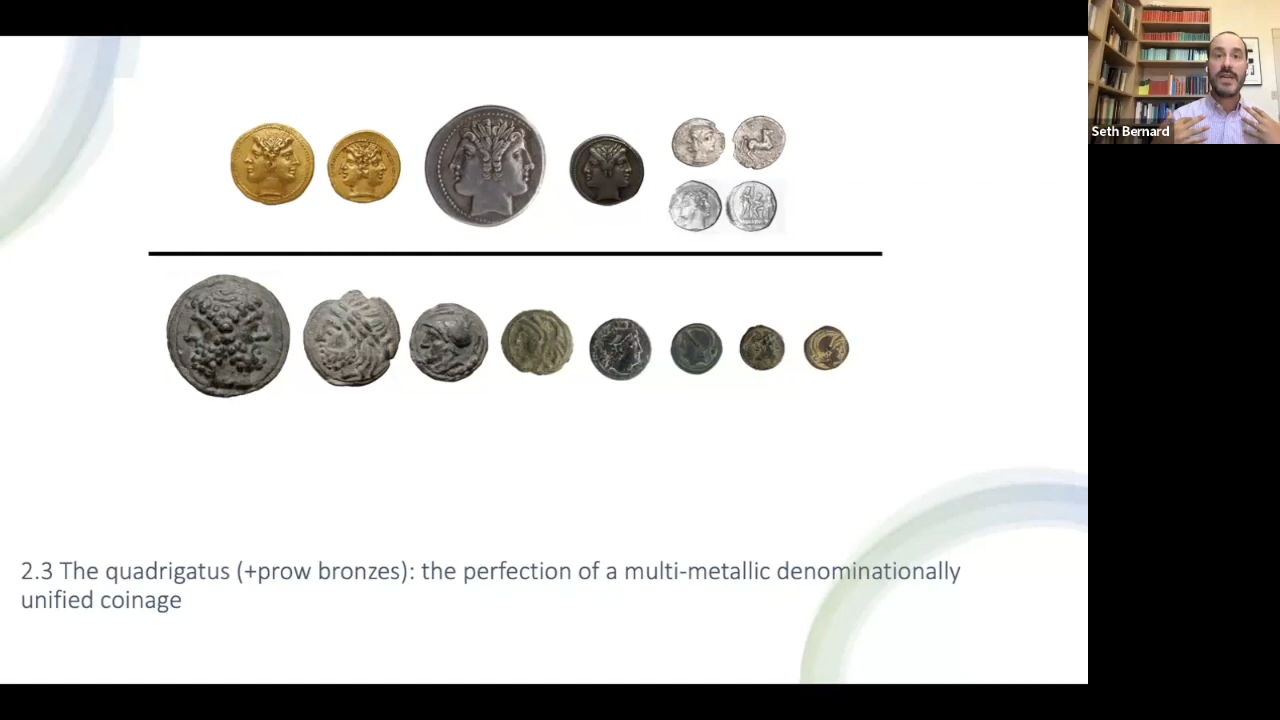 Seth Bernard
2.3 The quadrigatus (+prow bronzes): the perfection of a multi-metallic denominationally
unified coinage